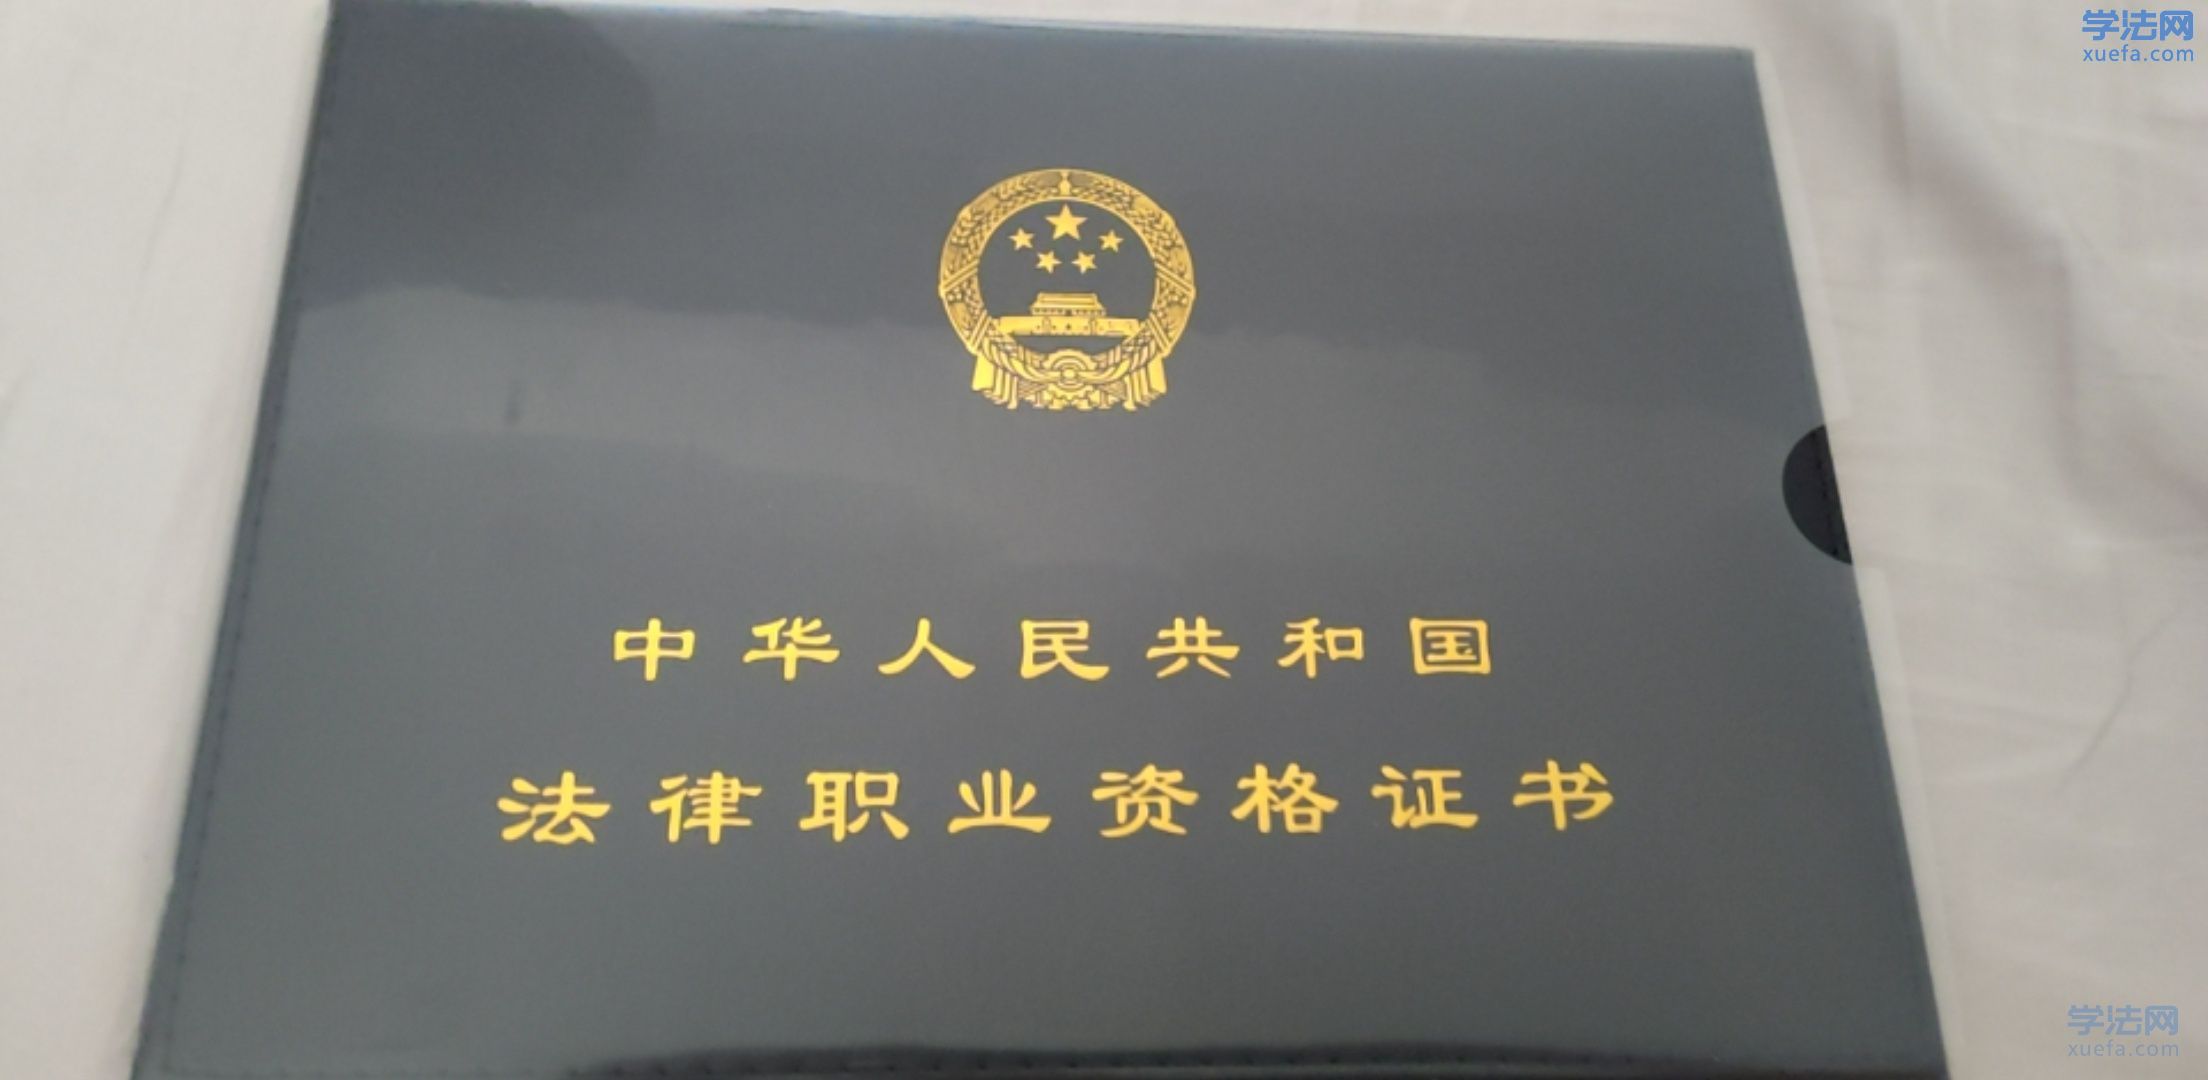 学法网
xuefa.com
中华人民共和国
法律职业资格证书
学法网
xuefa.com